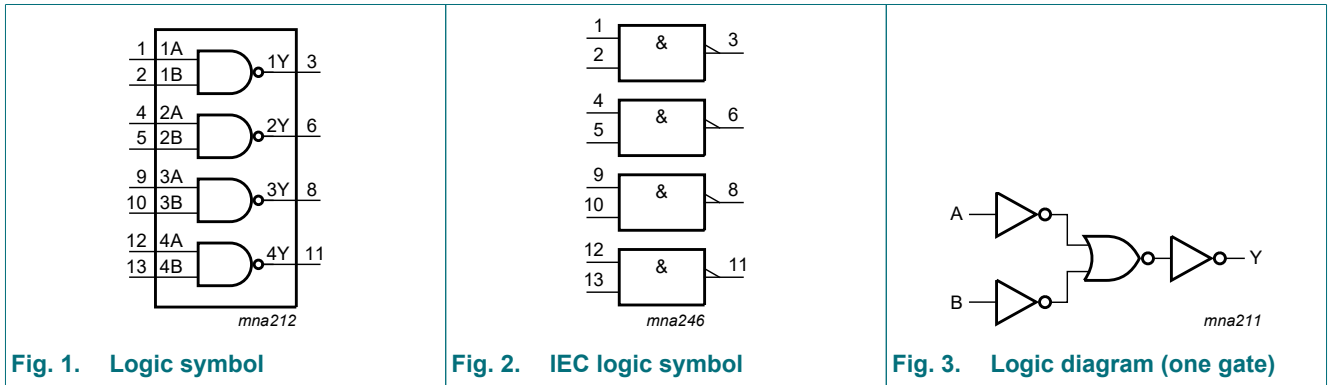 1 1A
2 1B
1Y 3
4 2A
5 2B
2Y 6
9 3A
10 3B
3Y 8
12 4A
13 4B
4Y 11
mna212
Fig. 1. Logic symbol
1
2
&
3
4
5
&
6
9
10
&
8
12
13
&
11
mna246
Fig. 2. IEC logic symbol
A
B
Y
mna211
Fig. 3. Logic diagram (one gate)